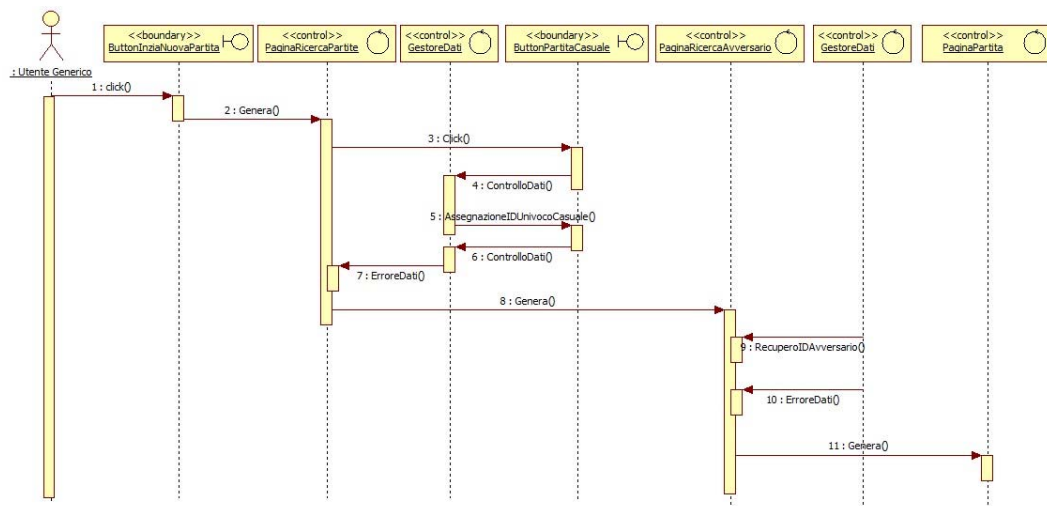 <<boundary>>
ButtonInziaNuovaPartita
<<control>>
PaginaRicercaPartite
<<control>>
GestoreDati
<<boundary>>
ButtonPartitaCasuale
<<control>>
PaginaRicercaAvversario
<<control>>
GestoreDati
<<control>>
PaginaPartita
: Utente Generico
1 : click()
2 : Genera()
3 : Click()
4 : ControlloDati()
5 : AssegnazioneIDUnivocoCasuale()
6 : ControlloDati()
7 : ErroreDati()
8 : Genera()
9 : RecuperoIDAvversario()
10 : ErroreDati()
11 : Genera()